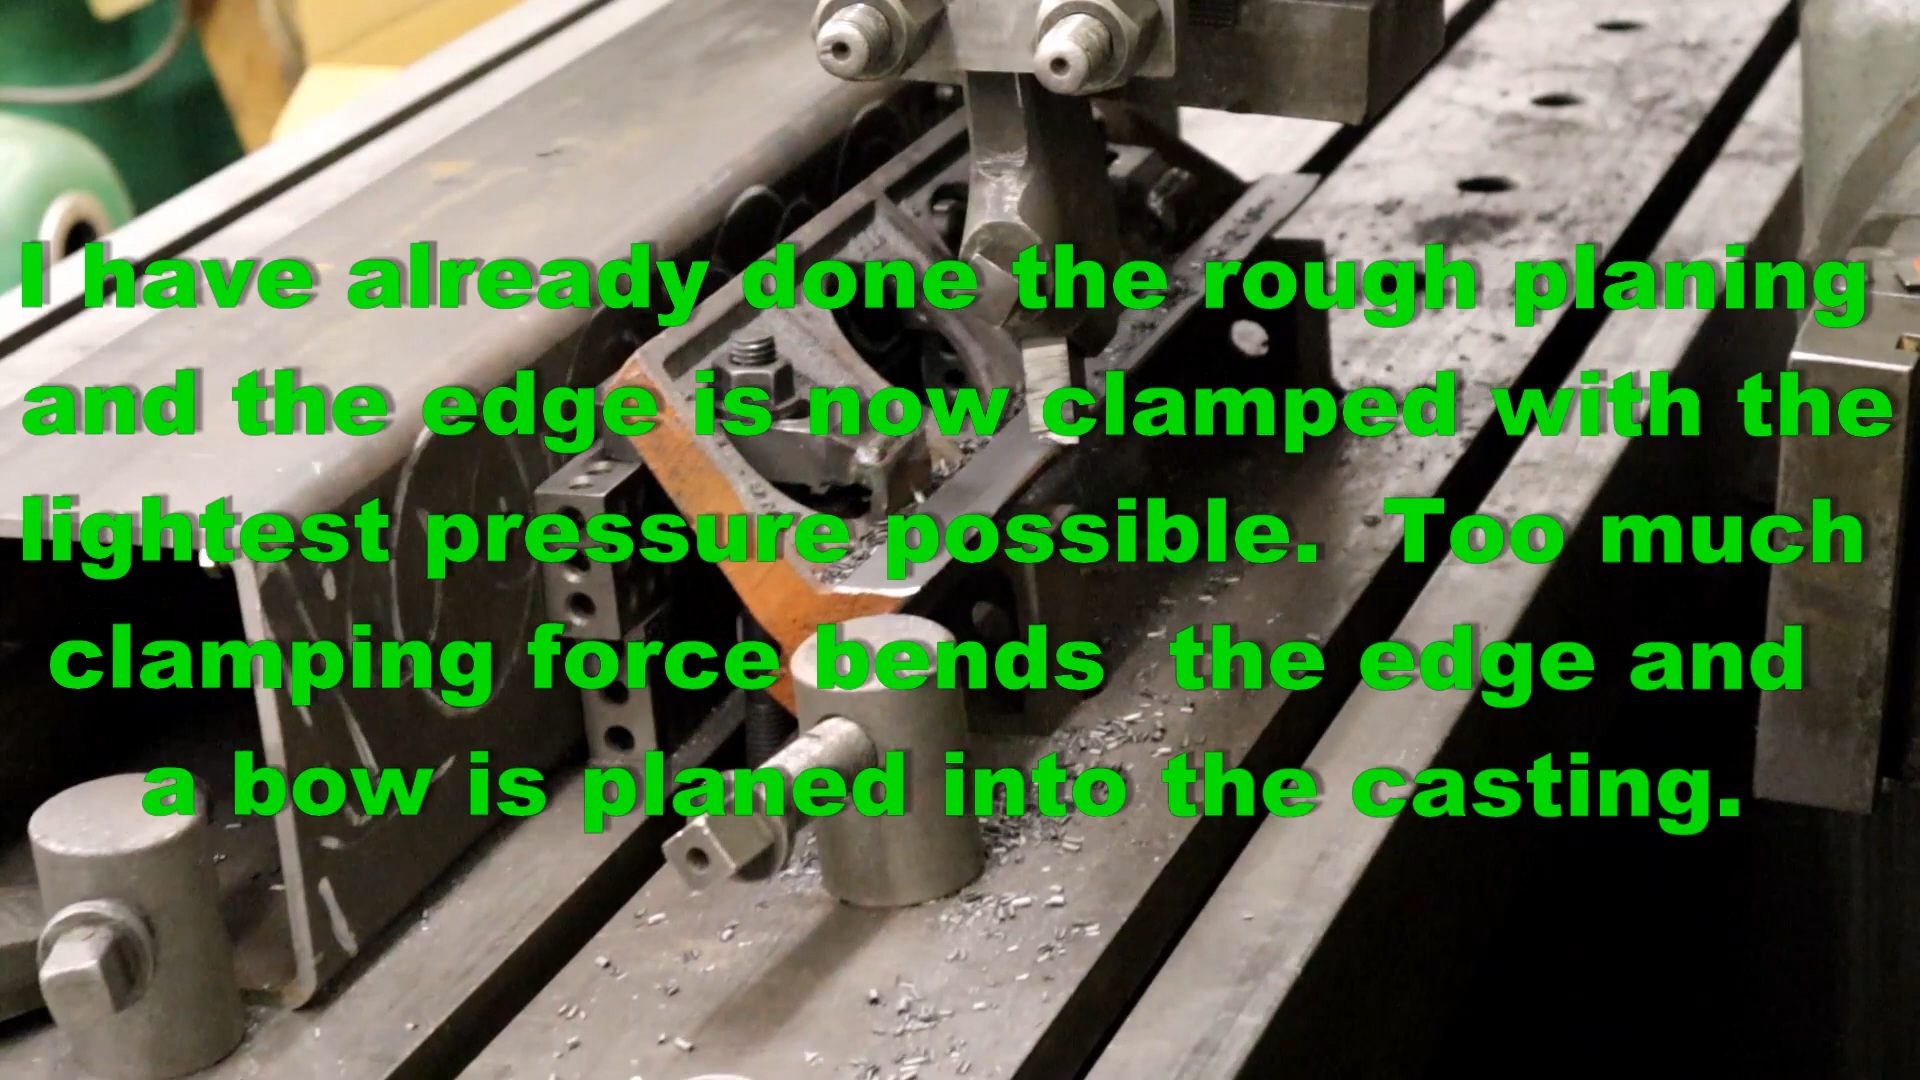 I have already done the rough planing
and the edge is now clamped with the
lightest pressure possible.  Too much
clamping force bends  the edge and
a bow is planed into the casting.